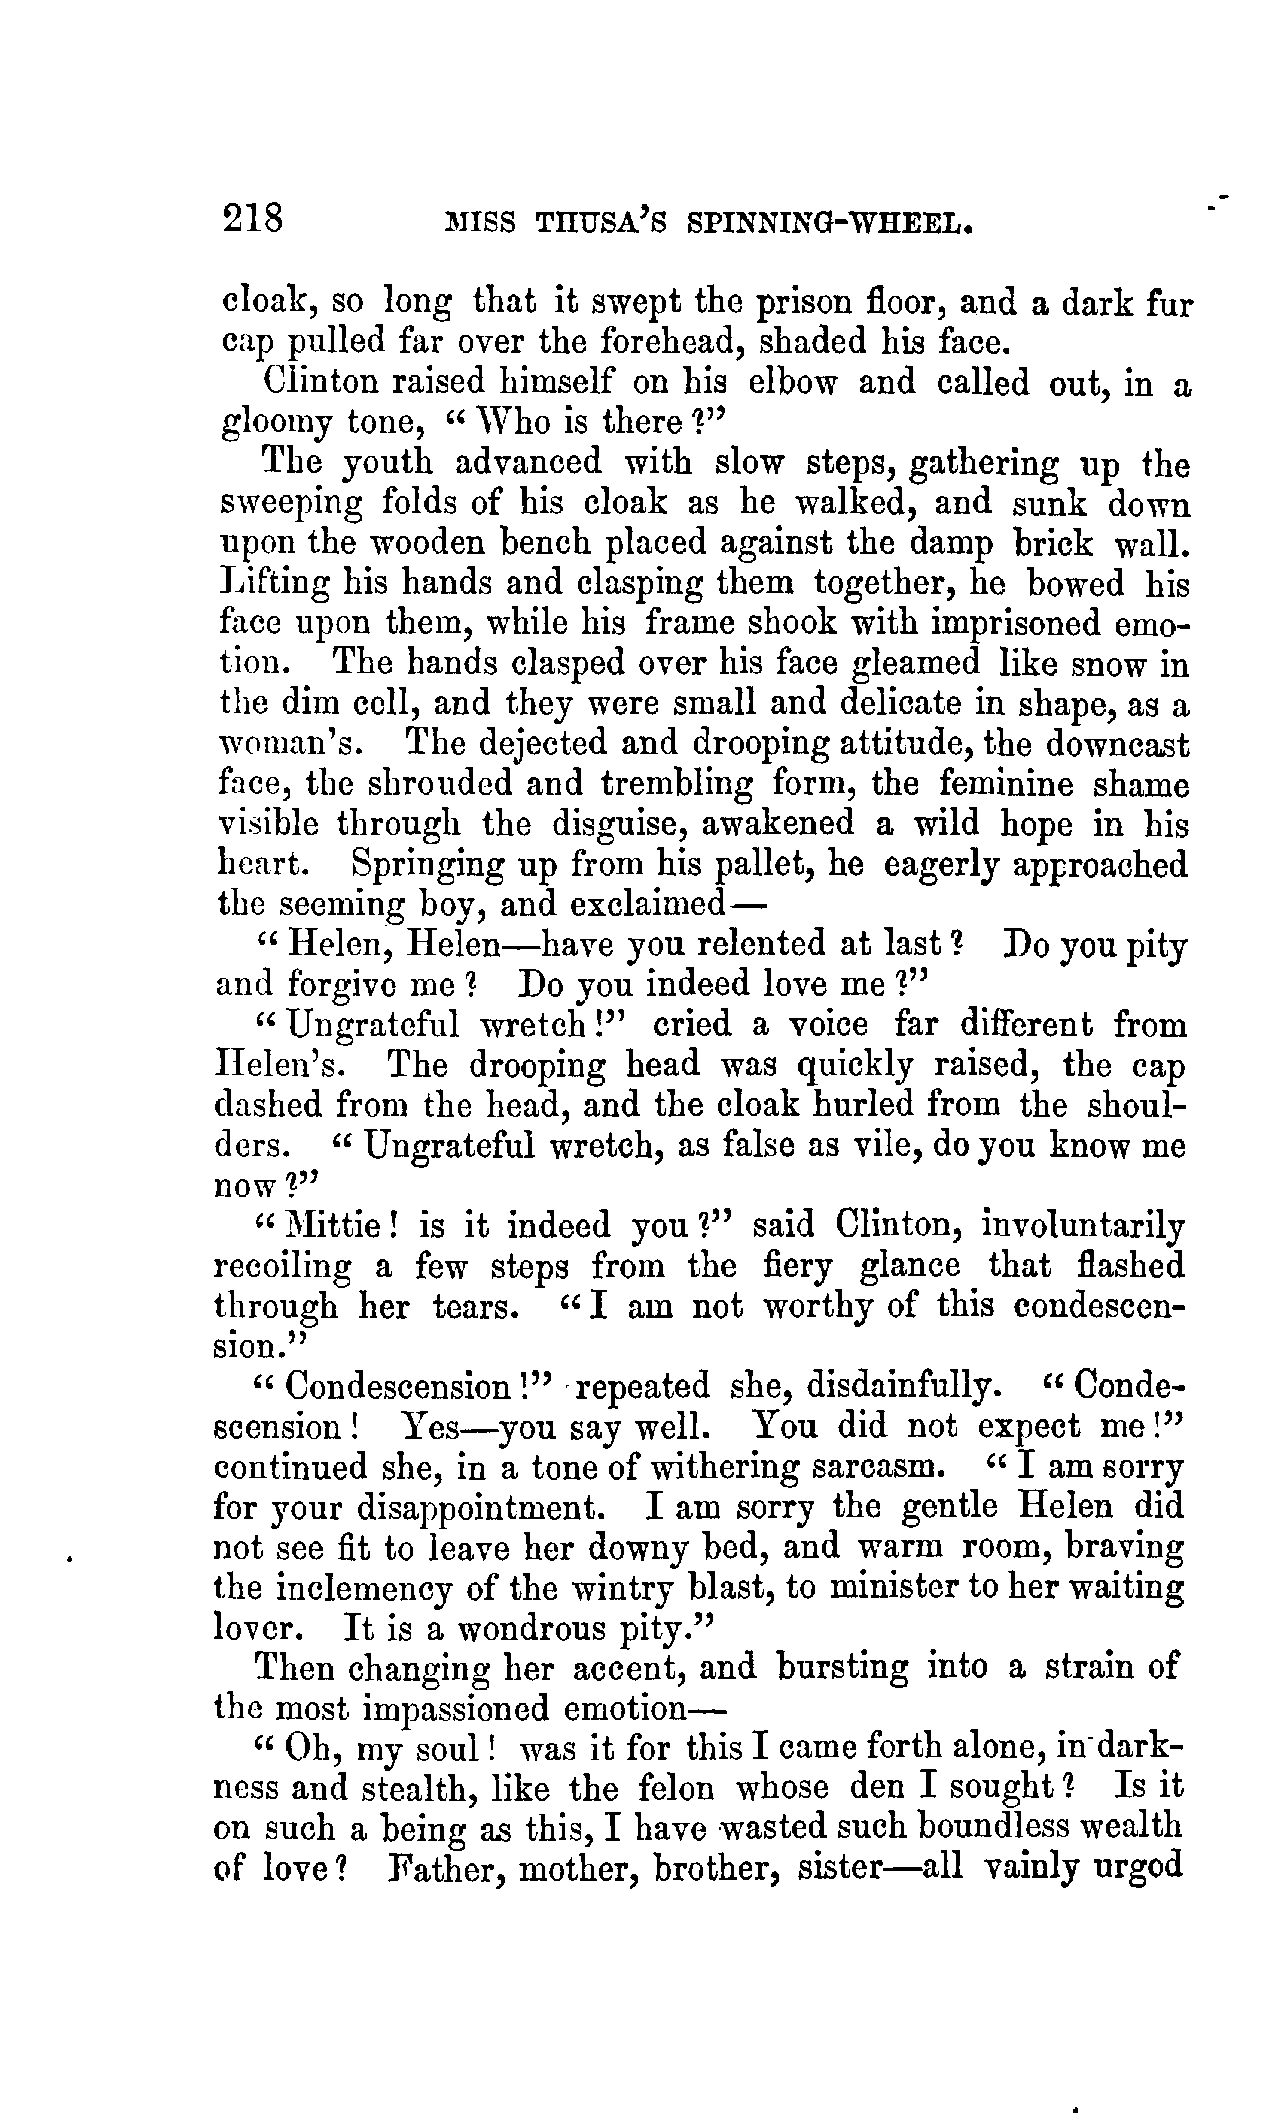 218 MISS THUSA'S SPINNING-WHEEL.
cloak, so long that it swept the prison floor, and a dark fur
cap pulled far over the forehead, shaded his face.
Clinton raised himself on his elbow and called out, in a
gloomy tone, "Who is there?"
The youth advanced with slow steps, gathering up the
sweeping folds of his cloak as he walked, and sunk down
upon the wooden bench placed against the damp brick wall.
Lifting his hands and clasping them together, he bowed his
face upon them, while his frame shook with imprisoned emo-
tion. The hands clasped over his face gleamed like snow in
the dim cell, and they were small and delicate in shape, as a
woman's. The dejected and drooping attitude, the downcast
face, the shrouded and trembling form, the feminine shame
visible through the disguise, awakened a wild hope in his
heart. Springing up from his pallet, he eagerly approached
the seeming boy, and exclaimed—
"Helen, Helen—have you relented at last? Do you pity
and forgive me? Do you indeed love me?"
"Ungrateful wretch!" cried a voice far different from
Helen's. The drooping head was quickly raised, the cap
dashed from the head, and the cloak hurled from the shoul-
ders. "Ungrateful wretch, as false as vile, do you know me
now?"
"Mittie! is it indeed you?" said Clinton, involuntarily
recoiling a few steps from the fiery glance that flashed
through her tears. "I am not worthy of this condescen-
sion."
"Condescension!" repeated she, disdainfully. "Conde-
scension! Yes—you say well. You did not expect me!"
continued she, in a tone of withering sarcasm. "I am sorry
for your disappointment. I am sorry the gentle Helen did
not see fit to leave her downy bed, and warm room, braving
the inclemency of the wintry blast, to minister to her waiting
lover. It is a wondrous pity."
Then changing her accent, and bursting into a strain of
the most impassioned emotion—
"Oh, my soul! was it for this I came forth alone, in dark-
ness and stealth, like the felon whose den I sought? Is it
on such a being as this, I have wasted such boundless wealth
of love? Father, mother, brother, sister—all vainly urged